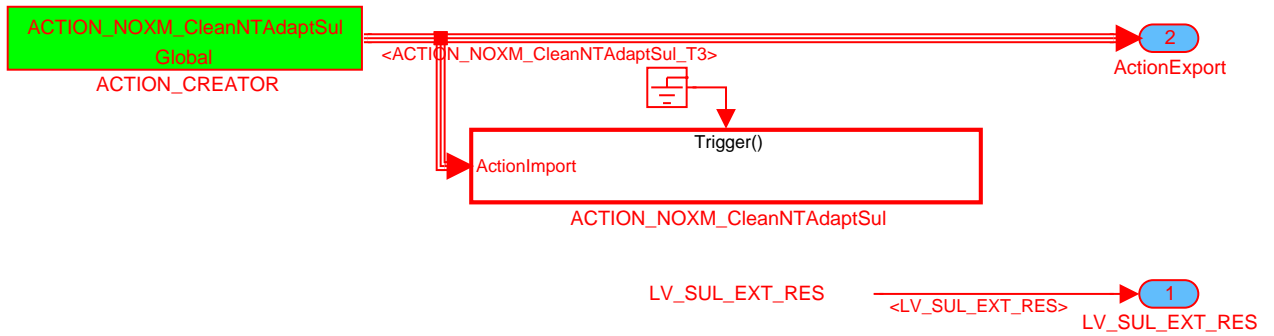 ACTION_NOXM_CleanNTAdaptSul
Global
ACTION_CREATOR
<ACTION_NOXM_CleanNTAdaptSul_T3>
2
ActionExport
Trigger()
ActionImport
ACTION_NOXM_CleanNTAdaptSul
LV_SUL_EXT_RES
<LV_SUL_EXT_RES>
1
LV_SUL_EXT_RES